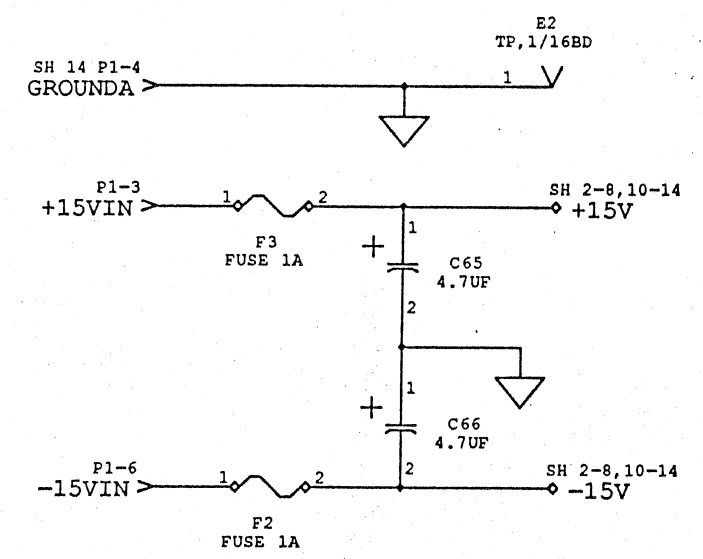 E2
TP,1/16BD
SH 14 P1-4
GROUNDA
1
P1-3
+15VIN
1
2
SH 2-8,10-14
+15V
F3
FUSE 1A
1
+
C65
4.7UF
2
1
+
C66
4.7UF
2
P1-6
-15VIN
1
2
SH 2-8,10-14
-15V
F2
FUSE 1A